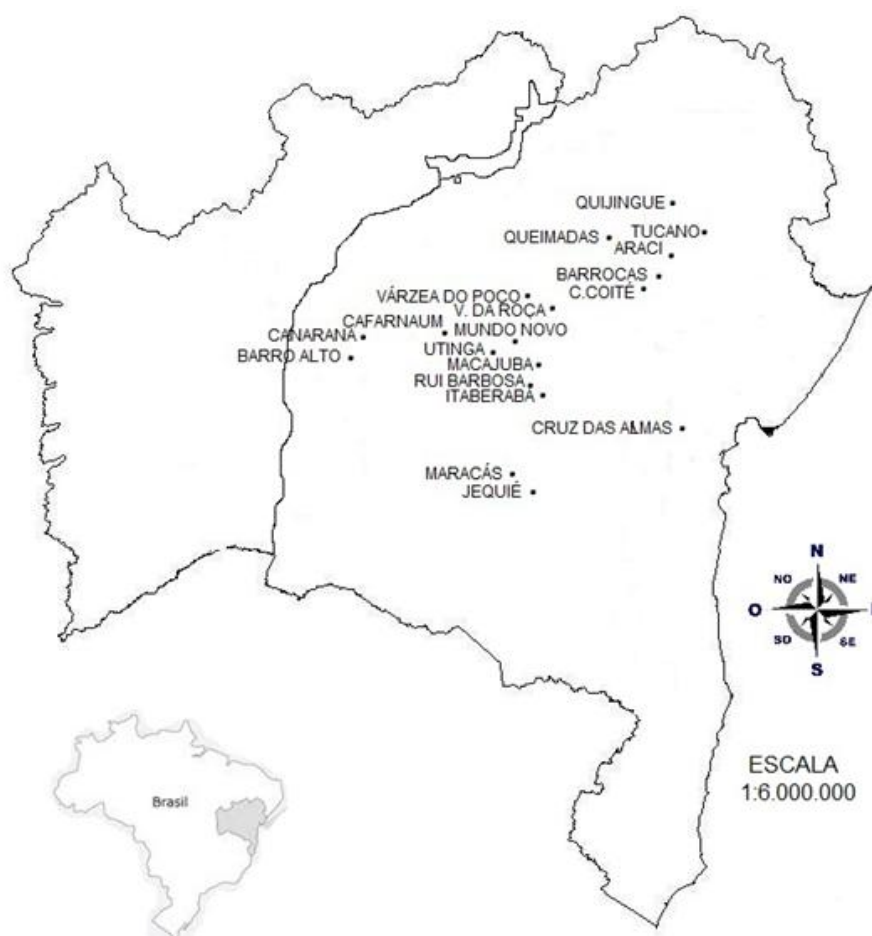 QUIJINGUE
TUCANO
QUEIMADAS
ARACI
BARROCAS
C.COITÉ
VÁRZEA DO POÇO
V. DA ROÇA
CAFARNAUM
MUNDO NOVO
CANARANA
UTINGA
BARRO ALTO
MACAJUBA
RUI BARBOSA
ITABERABA
CRUZ DAS ALMAS
MARACÁS
JEQUIÉ
N
NO NE
O
SO SE
S
ESCALA
1:6.000.000
Brasil